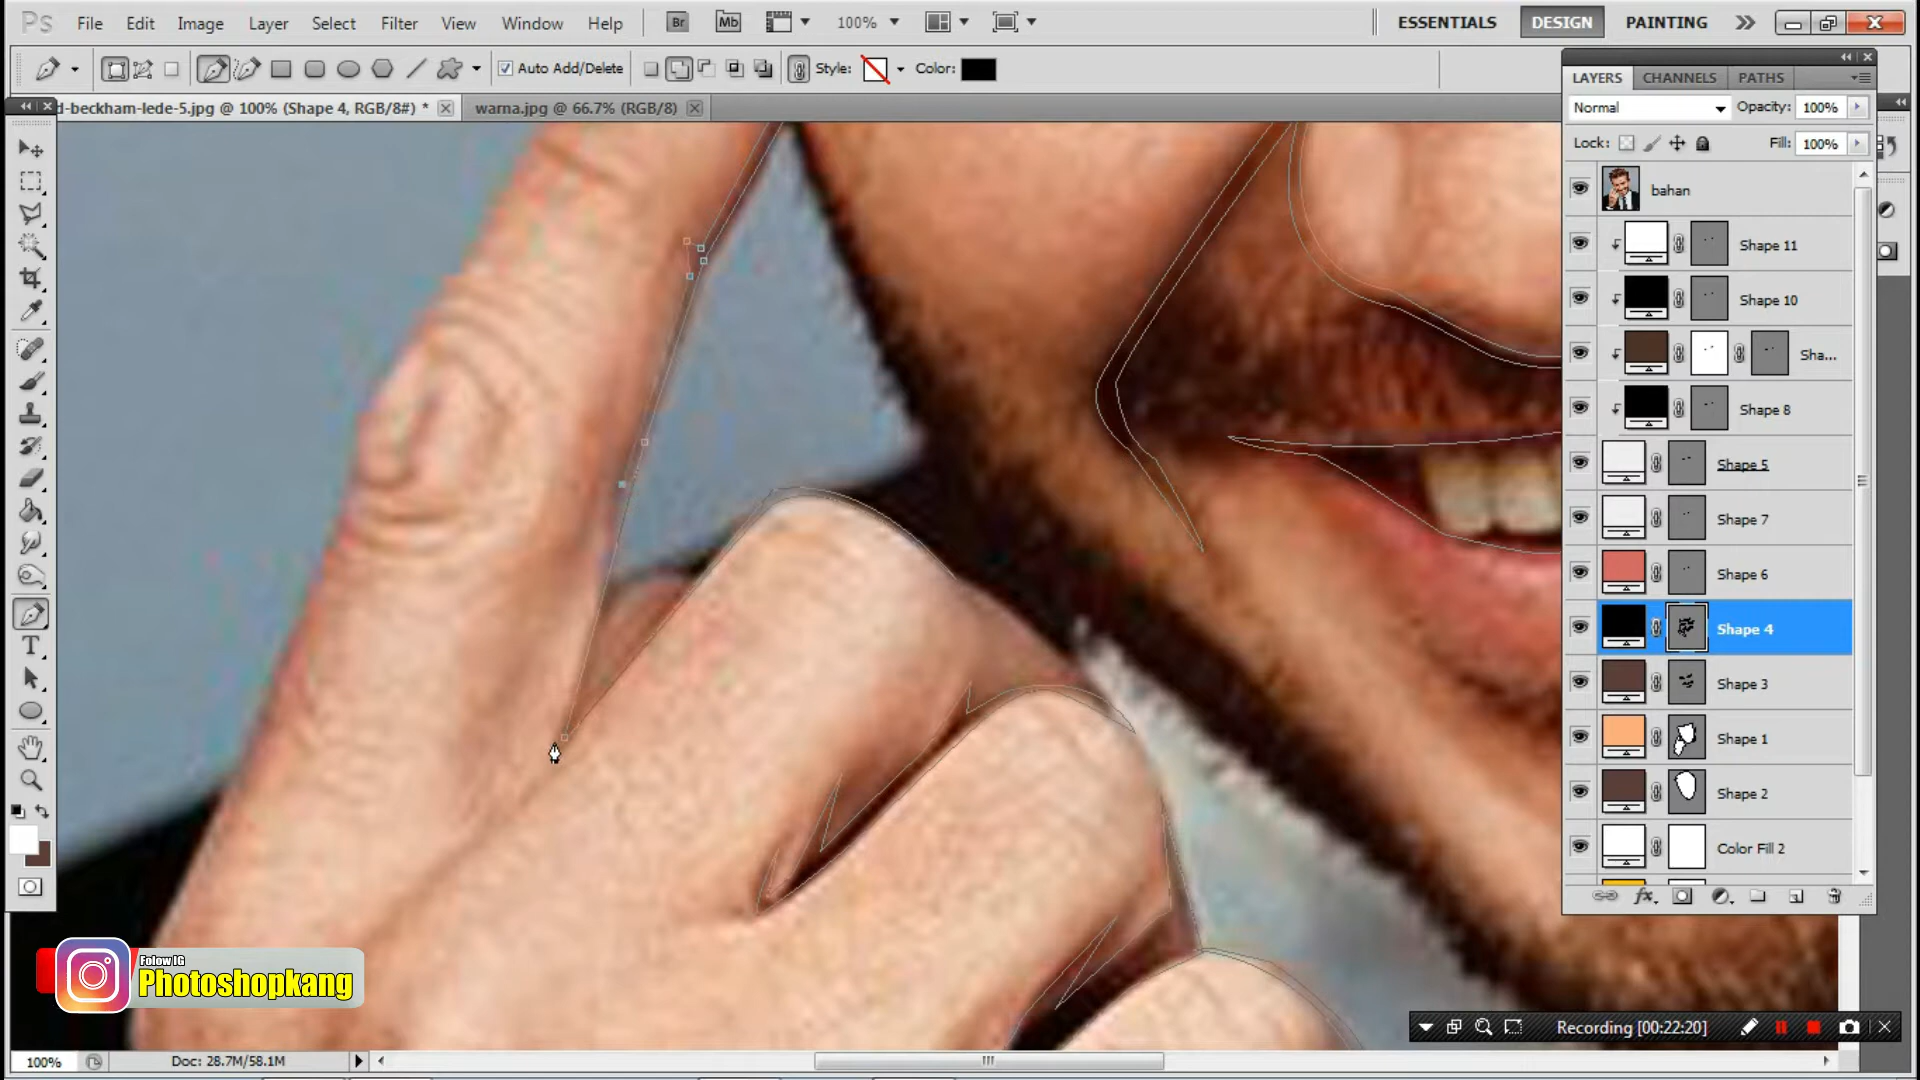 Ps File Edit Image Layer Select Filter View Window Help Br Mb 100% ESSENTIALS DESIGN PAINTING
Auto Add/Delete Style: Color:
d-beckham-lede-5.jpg @ 100% (Shape 4, RGB/8#) * warna.jpg @ 66.7% (RGB/8)
LAYERS CHANNELS PATHS
Normal Opacity: 100%
Lock: Fill: 100%
bahan
Shape 11
Shape 10
Sha...
Shape 8
Shape 5
Shape 7
Shape 6
Shape 4
Shape 3
Shape 1
Shape 2
Color Fill 2
fx
T
Folow IG
Photoshopkang
Recording [00:22:20]
100% Doc: 28.7M/58.1M